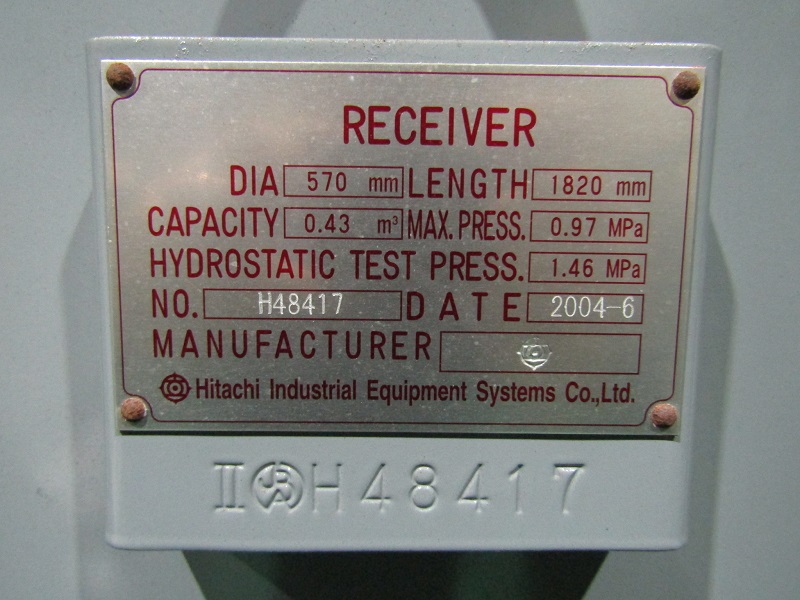 RECEIVER
DIA 570 mm LENGTH 1820 mm
CAPACITY 0.43 m³ MAX. PRESS. 0.97 MPa
HYDROSTATIC TEST PRESS. 1.46 MPa
NO. H48417 DATE 2004-6
MANUFACTURER
Hitachi Industrial Equipment Systems Co.,Ltd.
II H48417